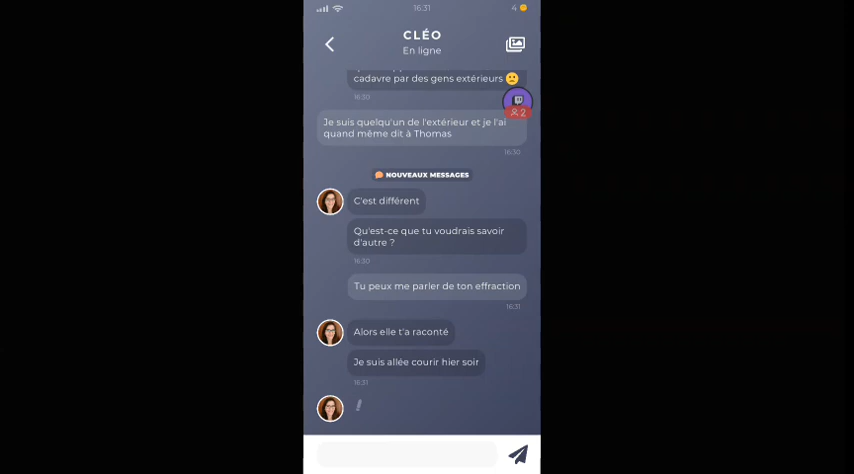 16:31
4
CLÉO
En ligne
cadavre par des gens extérieurs
16:30
Je suis quelqu'un de l'extérieur et je l'ai
quand même dit à Thomas
2
16:30
NOUVEAUX MESSAGES
C'est différent
Qu'est-ce que tu voudrais savoir
d'autre ?
16:30
Tu peux me parler de ton effraction
16:31
Alors elle t'a raconté
Je suis allée courir hier soir
16:31